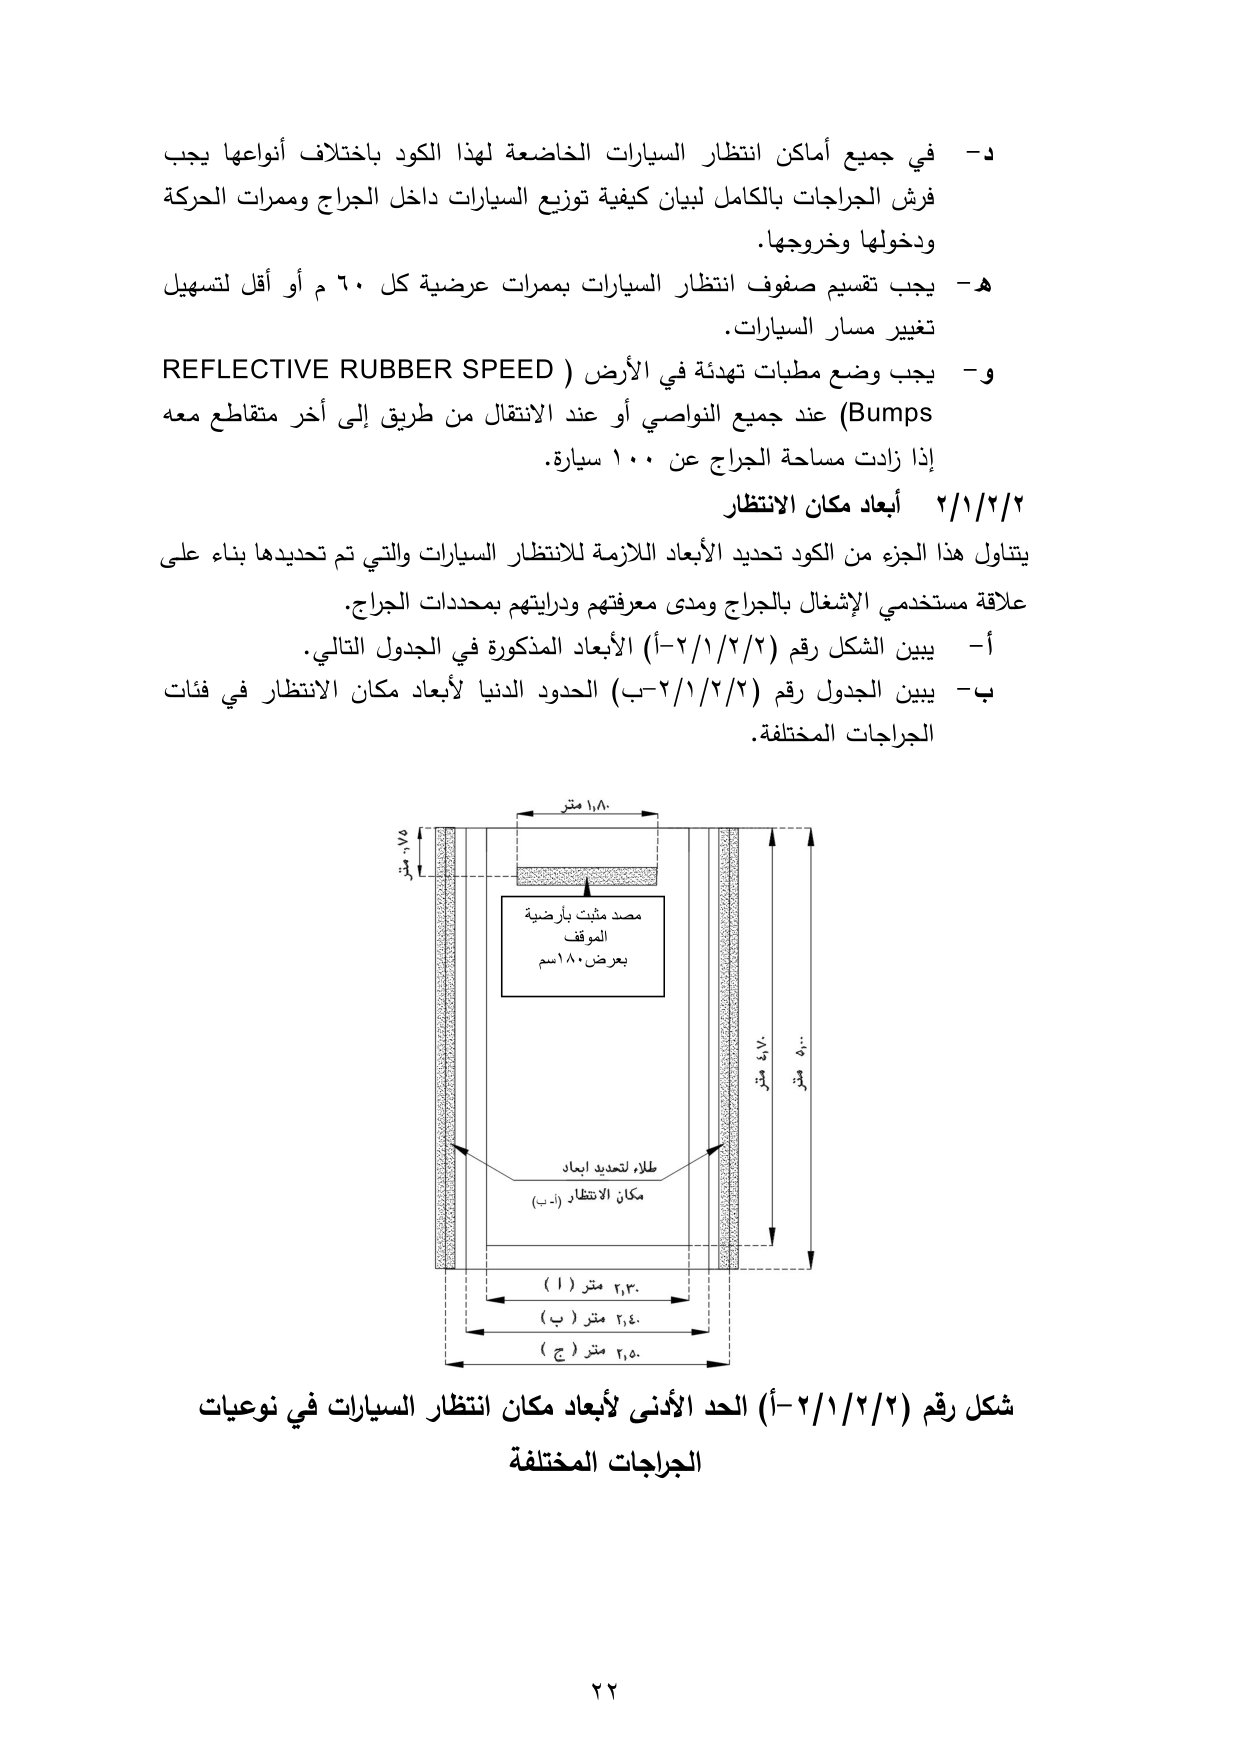 د- في جميع أماكن انتظار السيارات الخاضعة لهذا الكود باختلاف أنواعها يجب
فرش الجراجات بالكامل لبيان كيفية توزيع السيارات داخل الجراج وممرات الحركة
ودخولها وخروجها.
هـ- يجب تقسيم صفوف انتظار السيارات بممرات عرضية كل ٦٠ م أو أقل لتسهيل
تغيير مسار السيارات.
و- يجب وضع مطبات تهدئة في الأرض ( REFLECTIVE RUBBER SPEED
Bumps) عند جميع النواصي أو عند الانتقال من طريق إلى أخر متقاطع معه
إذا زادت مساحة الجراج عن ١٠٠ سيارة.
٢/١/٢/٢ أبعاد مكان الانتظار
يتناول هذا الجزء من الكود تحديد الأبعاد اللازمة للانتظار السيارات والتي تم تحديدها بناء على
علاقة مستخدمي الإشغال بالجراج ومدى معرفتهم ودرايتهم بمحددات الجراج.
أ- يبين الشكل رقم (٢/١/٢/٢-أ) الأبعاد المذكورة في الجدول التالي.
ب- يبين الجدول رقم (٢/١/٢/٢-ب) الحدود الدنيا لأبعاد مكان الانتظار في فئات
الجراجات المختلفة.
١,٨٠ متر
٠,٧٥ متر
مصد مثبت بأرضية
الموقف
بعرض ١٨٠سم
٤,٧٠ متر
٥,٠٠ متر
طلاء لتحديد ابعاد
مكان الانتظار (أ- ب)
٢,٣٠ متر ( ا )
٢,٤٠ متر ( ب )
٢,٥٠ متر ( ج )
شكل رقم (٢/١/٢/٢-أ) الحد الأدنى لأبعاد مكان انتظار السيارات في نوعيات
الجراجات المختلفة
٢٢